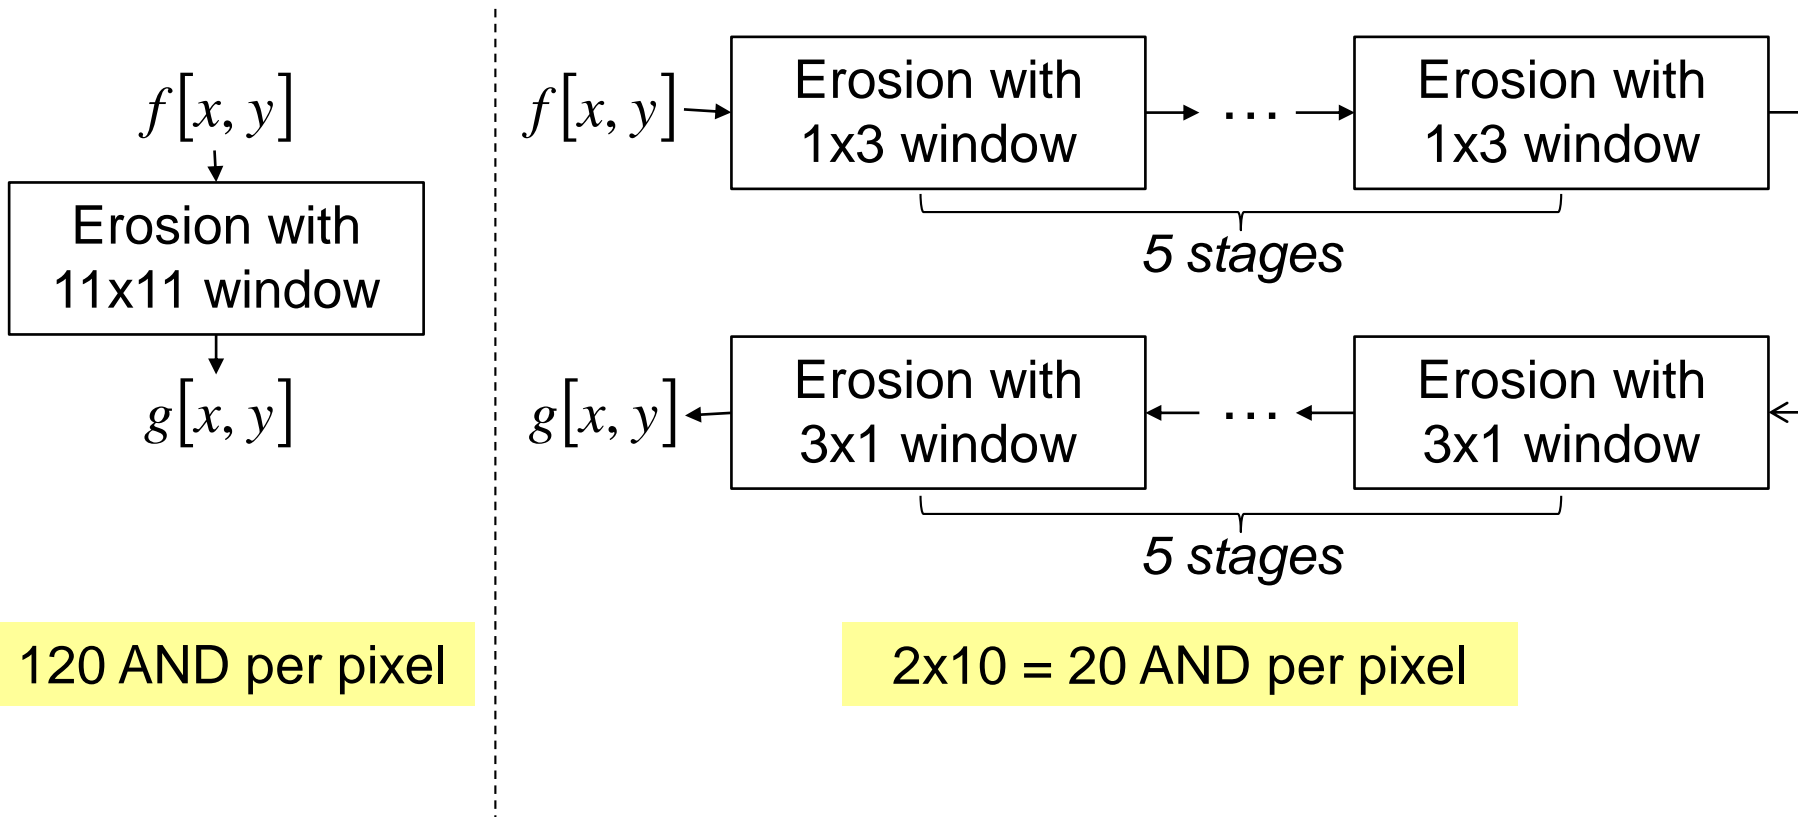 f[x, y]
Erosion with
11x11 window
g[x, y]
120 AND per pixel
f[x, y]
Erosion with
1x3 window
...
Erosion with
1x3 window
5 stages
g[x, y]
Erosion with
3x1 window
...
Erosion with
3x1 window
5 stages
2x10 = 20 AND per pixel